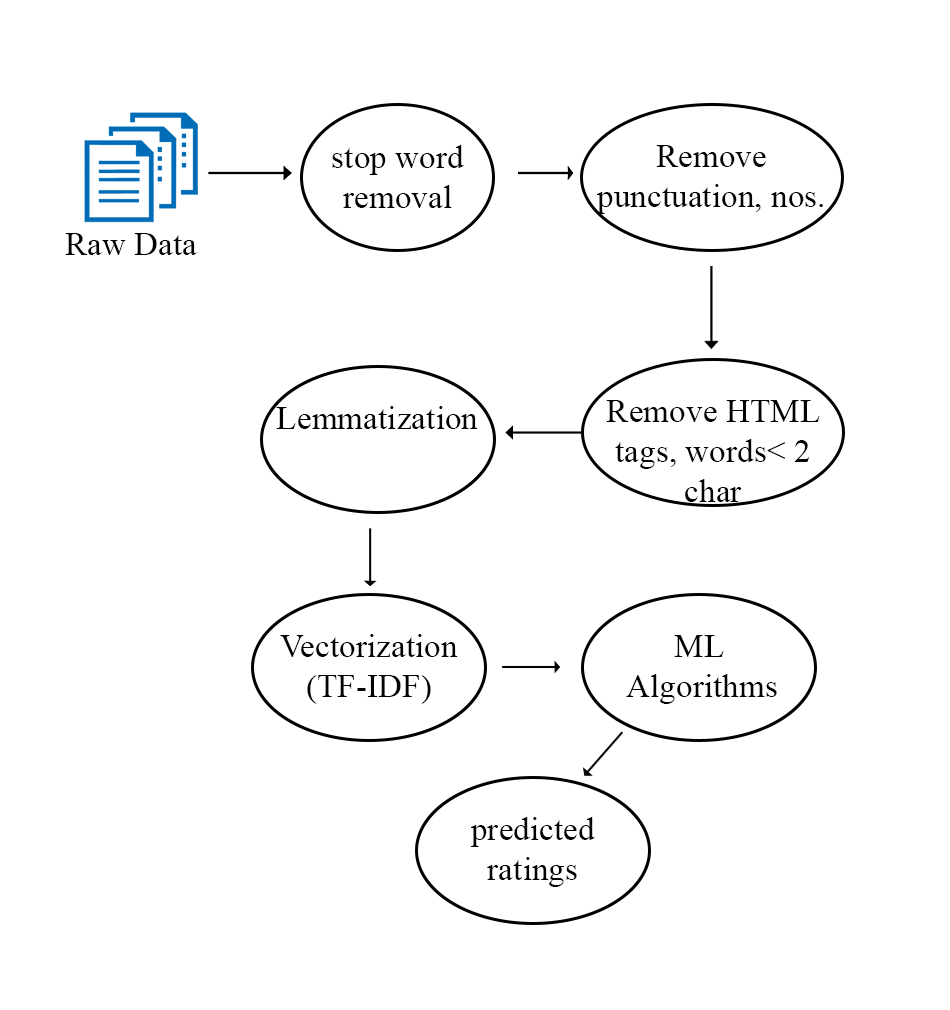 Raw Data
stop word
removal
Remove
punctuation, nos.
Remove HTML
tags, words< 2
char
Lemmatization
Vectorization
(TF-IDF)
ML
Algorithms
predicted
ratings